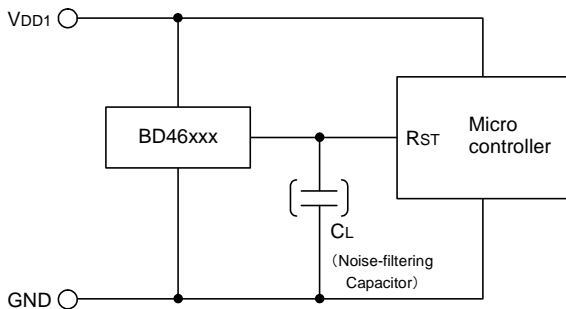 VDD1
BD46xxx
RST
Micro
controller
CL
（Noise-filtering
Capacitor）
GND